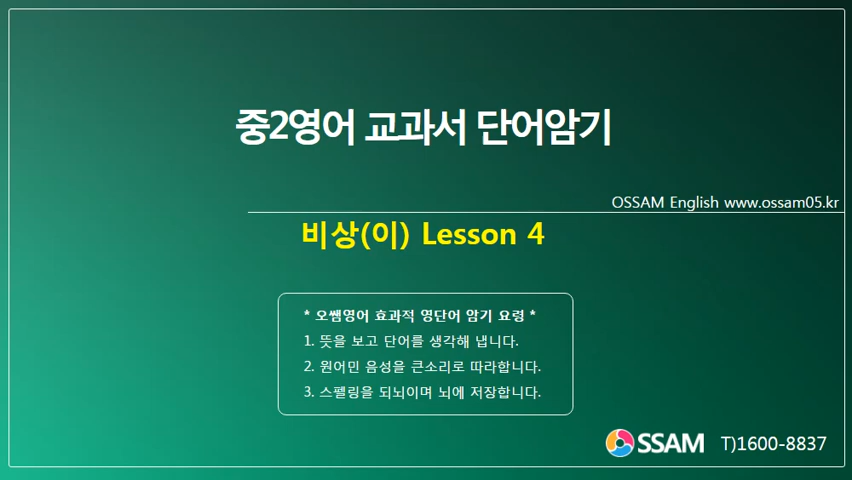 중2영어 교과서 단어암기
OSSAM English www.ossam05.kr
비상(이) Lesson 4
* 오쌤영어 효과적 영단어 암기 요령 *
1. 뜻을 보고 단어를 생각해 냅니다.
2. 원어민 음성을 큰소리로 따라합니다.
3. 스펠링을 되뇌이며 뇌에 저장합니다.
OSSAM T)1600-8837